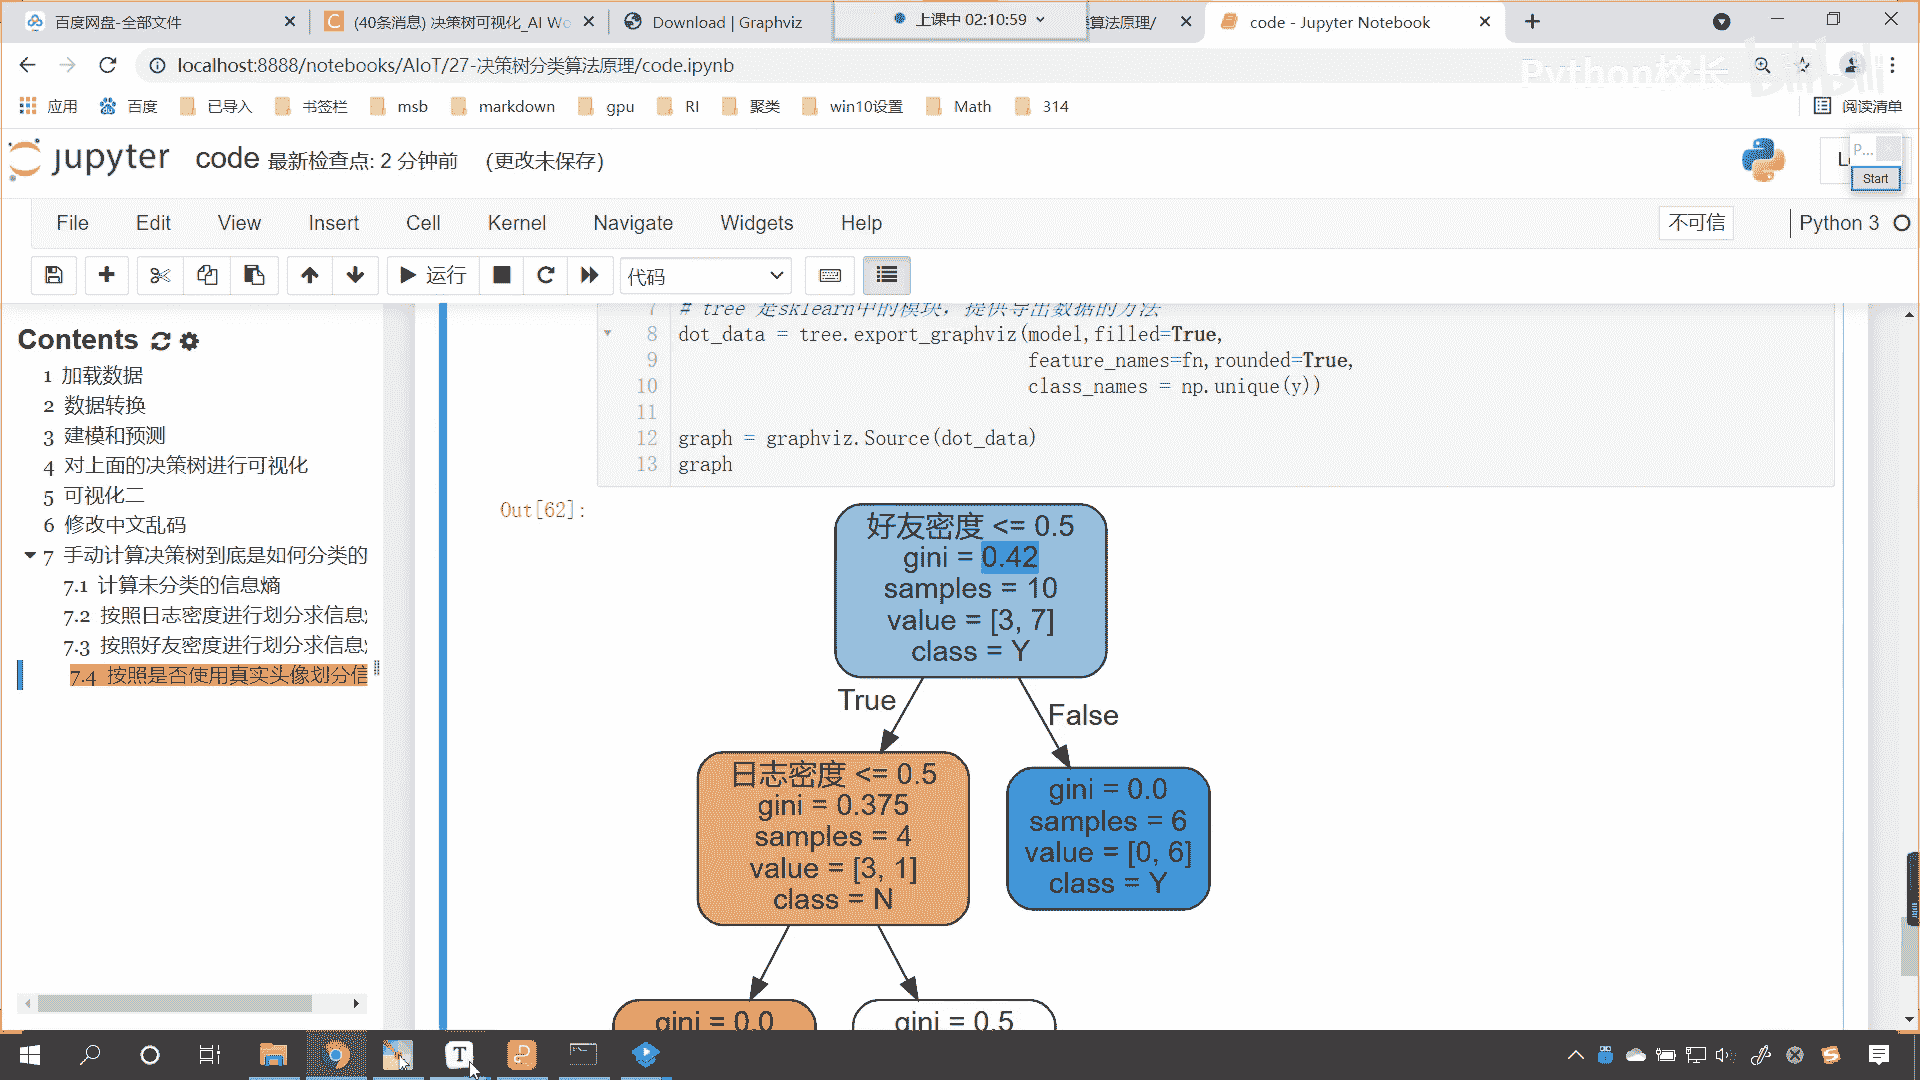 百度网盘-全部文件
(40条消息) 决策树可视化_AI Wo
Download | Graphviz
上课中 02:10:59
算法原理/
code - Jupyter Notebook
localhost:8888/notebooks/AIoT/27-决策树分类算法原理/code.ipynb
Python校长
bilibili
应用
百度
已导入
书签栏
msb
markdown
gpu
RI
聚类
win10设置
Math
314
阅读清单
jupyter
code 最新检查点: 2 分钟前 (更改未保存)
P...
Start
File
Edit
View
Insert
Cell
Kernel
Navigate
Widgets
Help
不可信
Python 3
运行
代码
Contents
1 加载数据
2 数据转换
3 建模和预测
4 对上面的决策树进行可视化
5 可视化二
6 修改中文乱码
7 手动计算决策树到底是如何分类的
7.1 计算未分类的信息熵
7.2 按照日志密度进行划分求信息
7.3 按照好友密度进行划分求信息
7.4 按照是否使用真实头像划分信
7 # tree 是sklearn中的模块，提供导出数据的方法
8 dot_data = tree.export_graphviz(model,filled=True,
9 feature_names=fn,rounded=True,
10 class_names = np.unique(y))
11
12 graph = graphviz.Source(dot_data)
13 graph
Out[62]:
好友密度 <= 0.5
gini = 0.42
samples = 10
value = [3, 7]
class = Y
True
False
日志密度 <= 0.5
gini = 0.375
samples = 4
value = [3, 1]
class = N
gini = 0.0
samples = 6
value = [0, 6]
class = Y
gini = 0.0
gini = 0.5